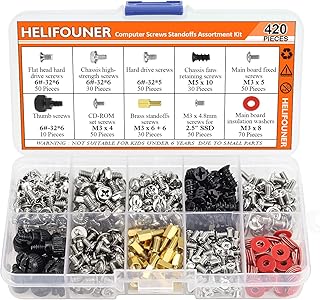 HELIFOUNER
Computer Screws Standoffs Assortment Kit
420
PIECES
Flat head hard drive screws
6#-32*6
50 Pieces
Chassis high-strength screws
6#-32*6
30 Pieces
Hard drive screws
6#-32*5
50 Pieces
Chassis fans retaining screws
M5 x 10
30 Pieces
Main board fixed screws
M3 x 5
50 Pieces
Thumb screws
6#-32*6
10 Pieces
CD-ROM set screws
M3 x 4
50 Pieces
Brass standoffs screws
M3 x 6 + 6
30 Pieces
M3 x 4.8mm screws for
2.5" SSD
50 Pieces
Main board insulation washers
M3 x 8
70 Pieces
WARNING: NOT SUITABLE FOR KIDS UNDER 6 YEARS DUE TO SMALL PARTS
HELIFOUNER